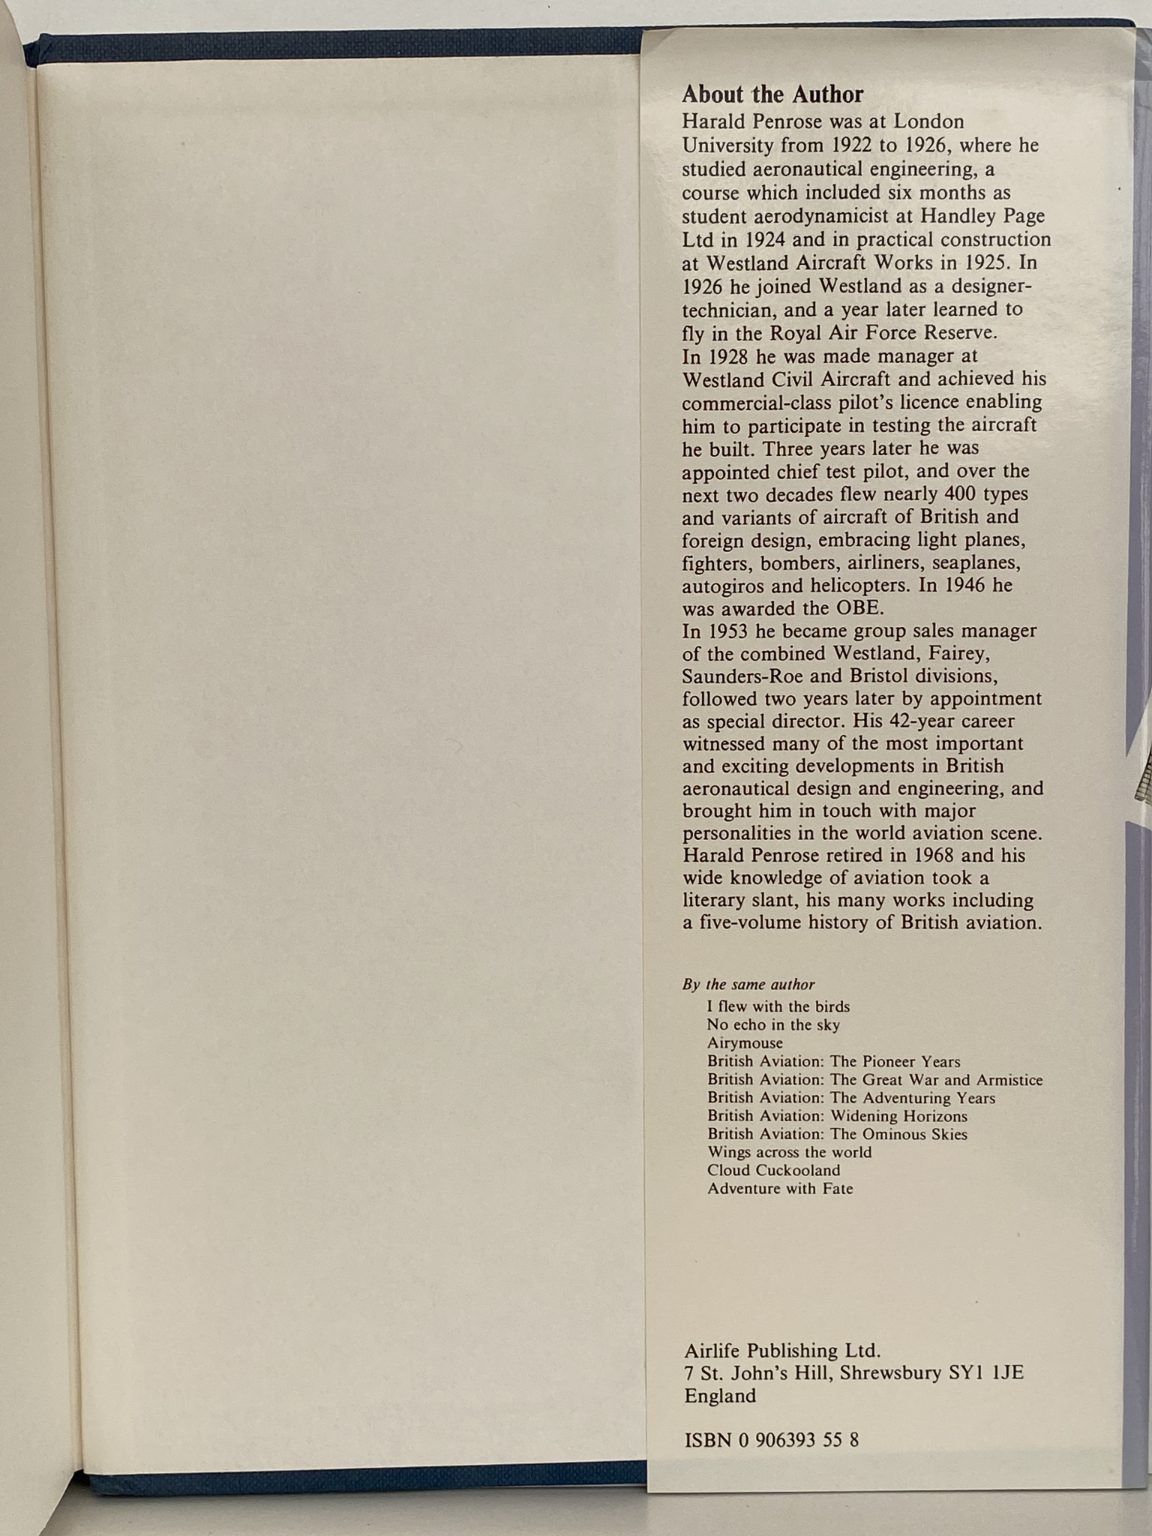 About the Author
Harald Penrose was at London
University from 1922 to 1926, where he
studied aeronautical engineering, a
course which included six months as
student aerodynamicist at Handley Page
Ltd in 1924 and in practical construction
at Westland Aircraft Works in 1925. In
1926 he joined Westland as a designer-
technician, and a year later learned to
fly in the Royal Air Force Reserve.
In 1928 he was made manager at
Westland Civil Aircraft and achieved his
commercial-class pilot's licence enabling
him to participate in testing the aircraft
he built. Three years later he was
appointed chief test pilot, and over the
next two decades flew nearly 400 types
and variants of aircraft of British and
foreign design, embracing light planes,
fighters, bombers, airliners, seaplanes,
autogiros and helicopters. In 1946 he
was awarded the OBE.
In 1953 he became group sales manager
of the combined Westland, Fairey,
Saunders-Roe and Bristol divisions,
followed two years later by appointment
as special director. His 42-year career
witnessed many of the most important
and exciting developments in British
aeronautical design and engineering, and
brought him in touch with major
personalities in the world aviation scene.
Harald Penrose retired in 1968 and his
wide knowledge of aviation took a
literary slant, his many works including
a five-volume history of British aviation.
By the same author
I flew with the birds
No echo in the sky
Airymouse
British Aviation: The Pioneer Years
British Aviation: The Great War and Armistice
British Aviation: The Adventuring Years
British Aviation: Widening Horizons
British Aviation: The Ominous Skies
Wings across the world
Cloud Cuckooland
Adventure with Fate
Airlife Publishing Ltd.
7 St. John's Hill, Shrewsbury SY1 1JE
England
ISBN 0 906393 55 8